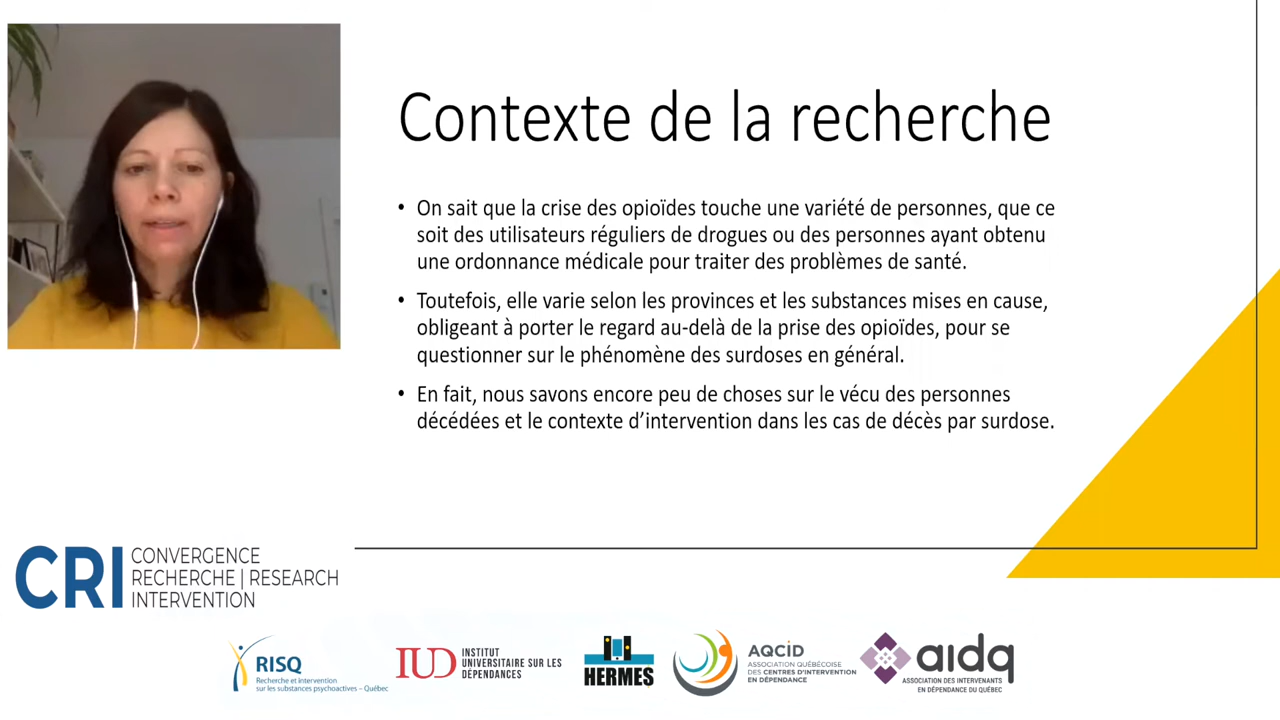 Contexte de la recherche
• On sait que la crise des opioïdes touche une variété de personnes, que ce
soit des utilisateurs réguliers de drogues ou des personnes ayant obtenu
une ordonnance médicale pour traiter des problèmes de santé.
• Toutefois, elle varie selon les provinces et les substances mises en cause,
obligeant à porter le regard au-delà de la prise des opioïdes, pour se
questionner sur le phénomène des surdoses en général.
• En fait, nous savons encore peu de choses sur le vécu des personnes
décédées et le contexte d’intervention dans les cas de décès par surdose.
CRI
CONVERGENCE
RECHERCHE | RESEARCH
INTERVENTION
RISQ
Recherche et intervention
sur les substances psychoactives – Québec
IUD
INSTITUT
UNIVERSITAIRE SUR LES
DÉPENDANCES
HERMES
AQCiD
ASSOCIATION QUÉBÉCOISE
DES CENTRES D’INTERVENTION
EN DÉPENDANCE
aidq
ASSOCIATION DES INTERVENANTS
EN DÉPENDANCE DU QUÉBEC